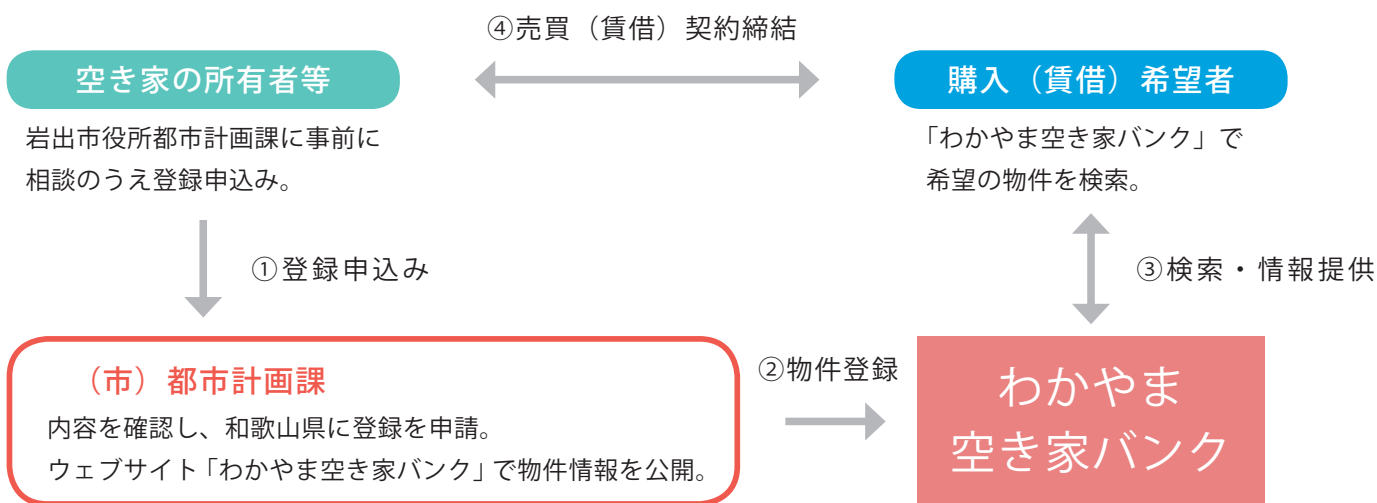 ④売買（賃借）契約締結
空き家の所有者等
購入（賃借）希望者
岩出市役所都市計画課に事前に
相談のうえ登録申込み。
「わかやま空き家バンク」で
希望の物件を検索。
①登録申込み
③検索・情報提供
（市）都市計画課
内容を確認し、和歌山県に登録を申請。
ウェブサイト「わかやま空き家バンク」で物件情報を公開。
②物件登録
わかやま
空き家バンク